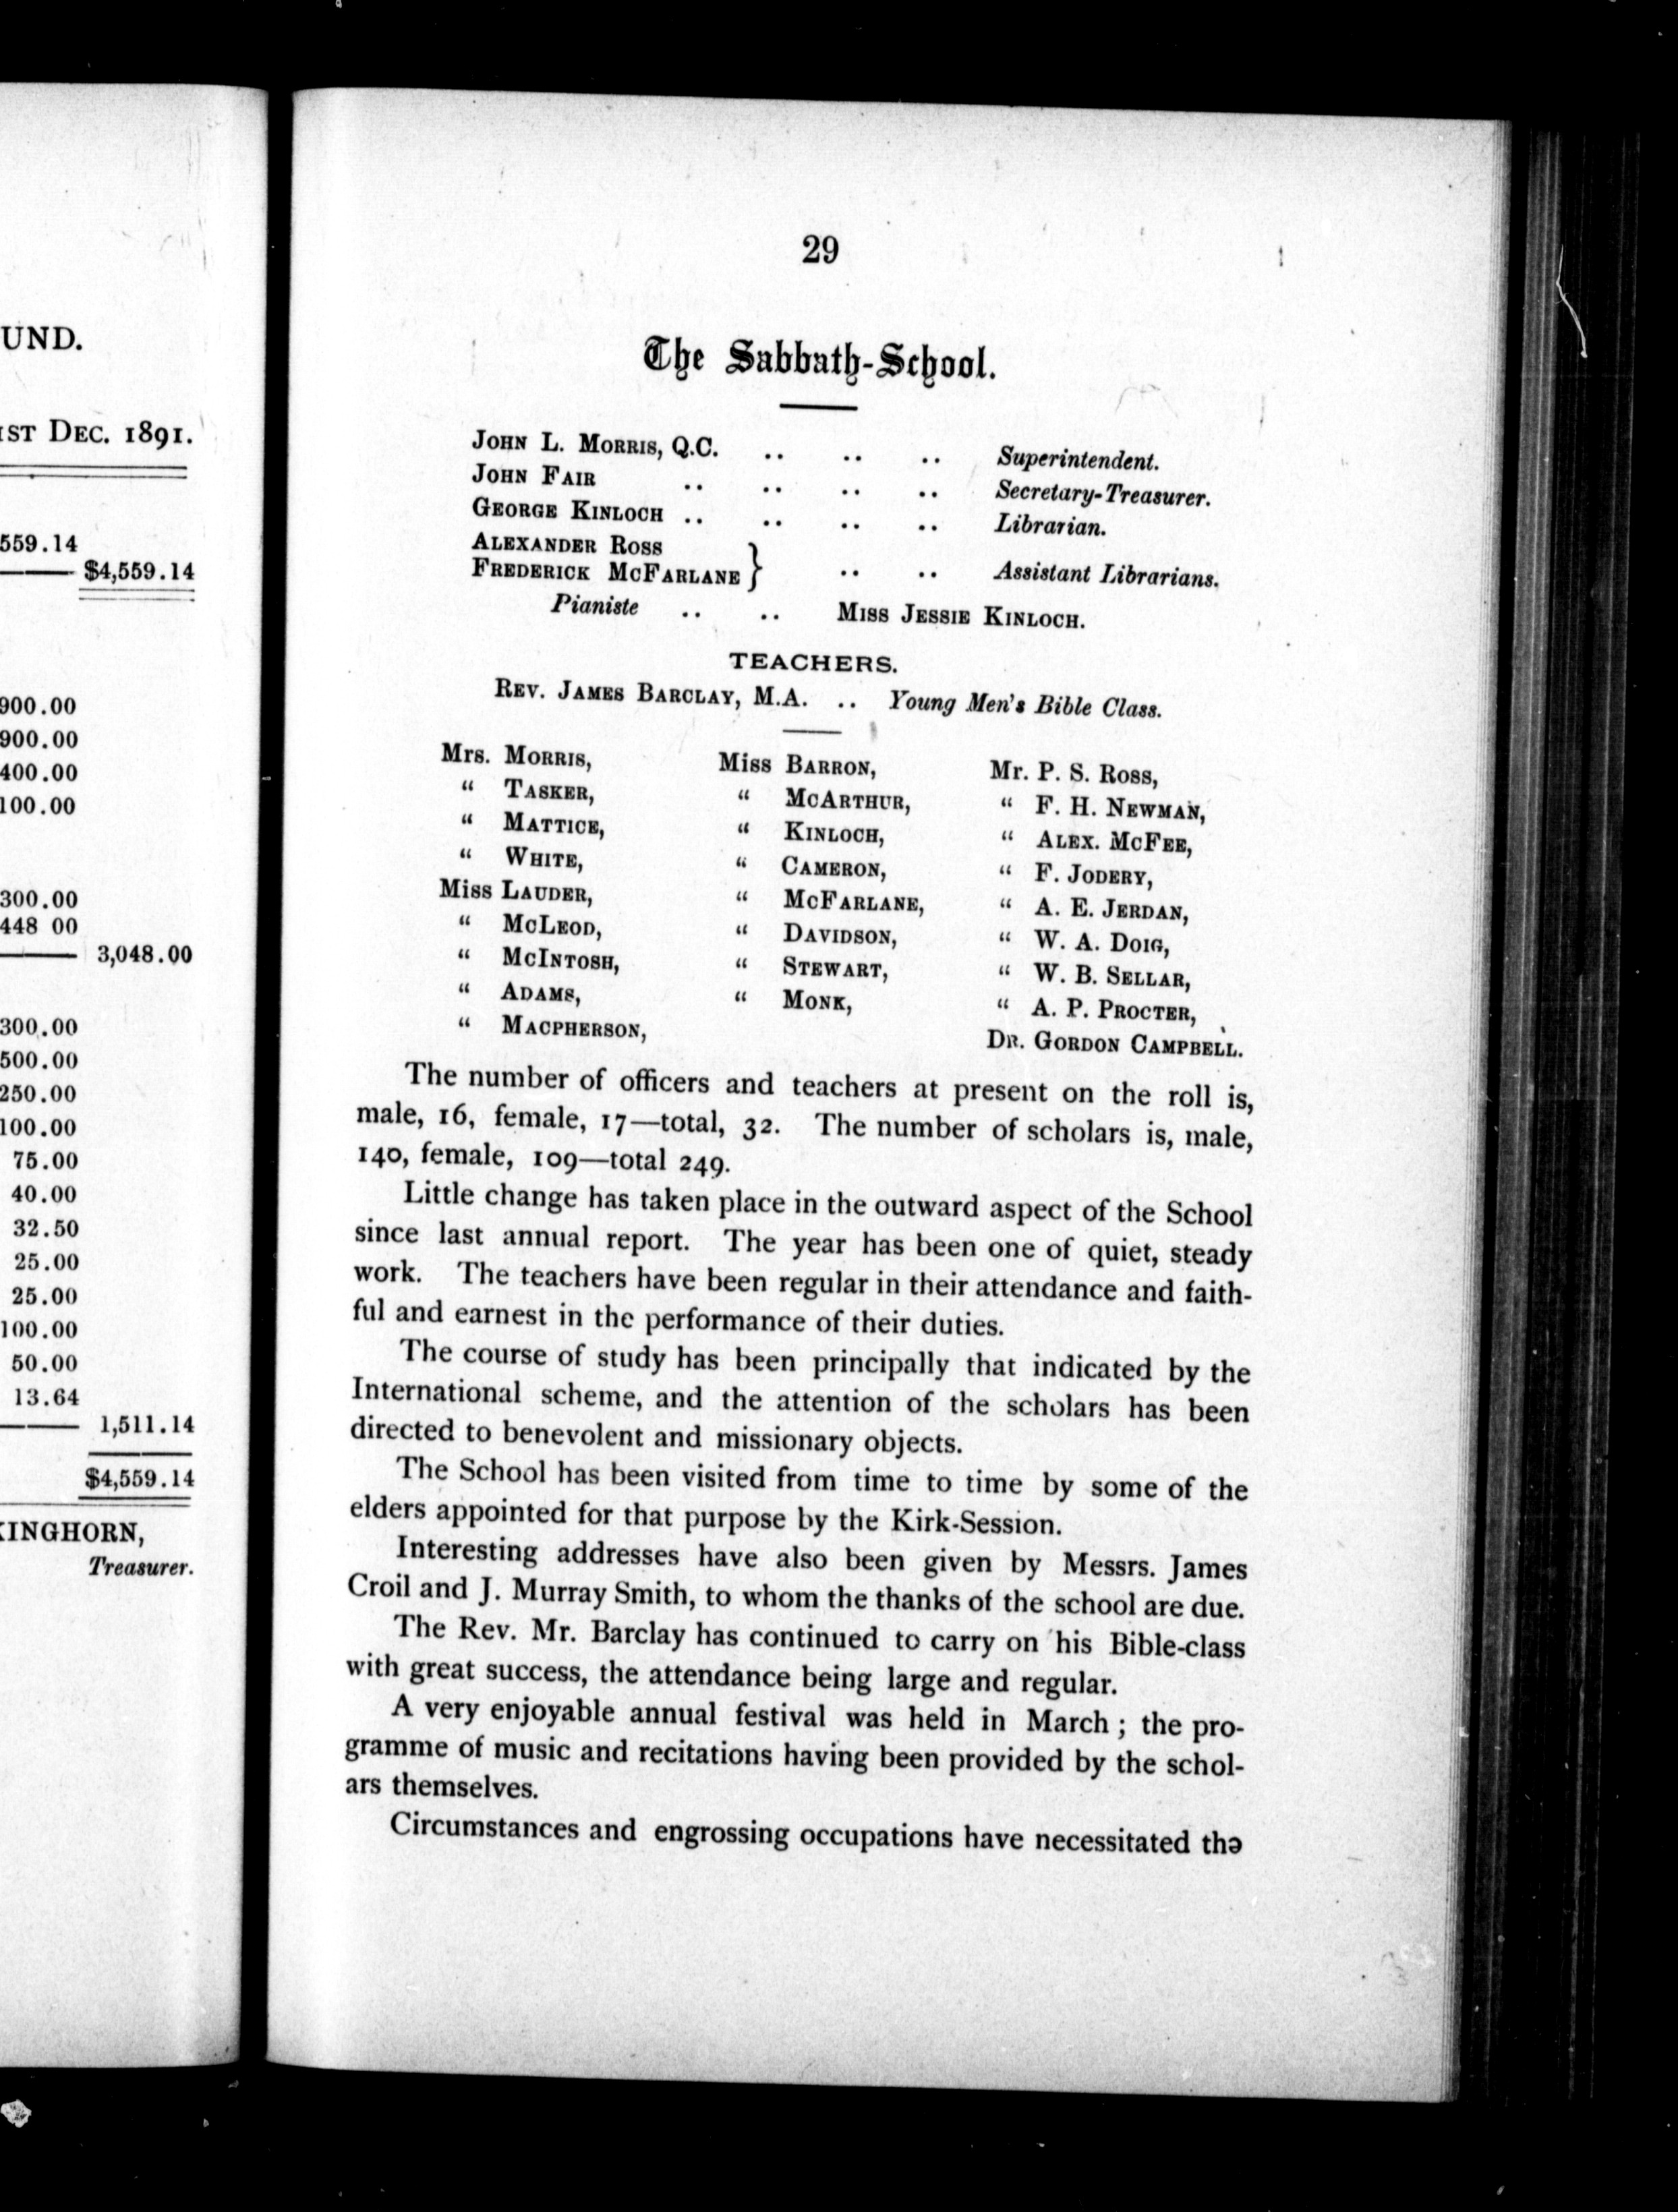 UND.
IST DEC. 1891.
559.14
$4,559.14
900.00
900.00
400.00
100.00
300.00
448 00
3,048.00
300.00
500.00
250.00
100.00
75.00
40.00
32.50
25.00
25.00
100.00
50.00
13.64
1,511.14
$4,559.14
KINGHORN,
Treasurer.
29
The Sabbath-School.
JOHN L. MORRIS, Q.C. .. .. .. Superintendent.
JOHN FAIR .. .. .. .. Secretary-Treasurer.
GEORGE KINLOCH .. .. .. .. Librarian.
ALEXANDER ROSS
FREDERICK MCFARLANE } .. .. Assistant Librarians.
Pianiste .. .. MISS JESSIE KINLOCH.
TEACHERS.
REV. JAMES BARCLAY, M.A. .. Young Men's Bible Class.
Mrs. MORRIS, Miss BARRON, Mr. P. S. ROSS,
“ TASKER, “ MCARTHUR, “ F. H. NEWMAN,
“ MATTICE, “ KINLOCH, “ ALEX. MCFEE,
“ WHITE, “ CAMERON, “ F. JODERY,
Miss LAUDER, “ MCFARLANE, “ A. E. JERDAN,
“ MCLEOD, “ DAVIDSON, “ W. A. DOIG,
“ MCINTOSH, “ STEWART, “ W. B. SELLAR,
“ ADAMS, “ MONK, “ A. P. PROCTER,
“ MACPHERSON, DR. GORDON CAMPBELL.
The number of officers and teachers at present on the roll is,
male, 16, female, 17—total, 32. The number of scholars is, male,
140, female, 109—total 249.
Little change has taken place in the outward aspect of the School
since last annual report. The year has been one of quiet, steady
work. The teachers have been regular in their attendance and faith-
ful and earnest in the performance of their duties.
The course of study has been principally that indicated by the
International scheme, and the attention of the scholars has been
directed to benevolent and missionary objects.
The School has been visited from time to time by some of the
elders appointed for that purpose by the Kirk-Session.
Interesting addresses have also been given by Messrs. James
Croil and J. Murray Smith, to whom the thanks of the school are due.
The Rev. Mr. Barclay has continued to carry on his Bible-class
with great success, the attendance being large and regular.
A very enjoyable annual festival was held in March ; the pro-
gramme of music and recitations having been provided by the schol-
ars themselves.
Circumstances and engrossing occupations have necessitated the